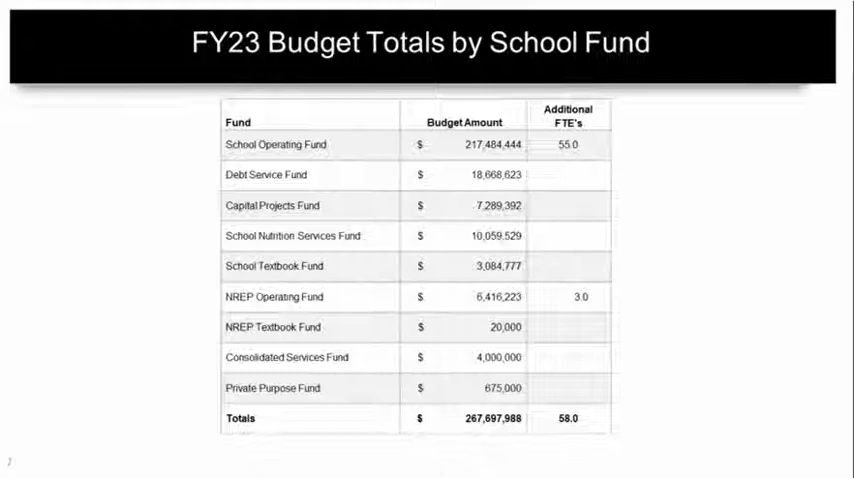 FY23 Budget Totals by School Fund
Additional
Fund Budget Amount FTE's
School Operating Fund $ 217,484,444 55.0
Debt Service Fund $ 18,668,623
Capital Projects Fund $ 7,289,392
School Nutrition Services Fund $ 10,059,529
School Textbook Fund $ 3,084,777
NREP Operating Fund $ 6,416,223 3.0
NREP Textbook Fund $ 20,000
Consolidated Services Fund $ 4,000,000
Private Purpose Fund $ 675,000
Totals $ 267,697,988 58.0